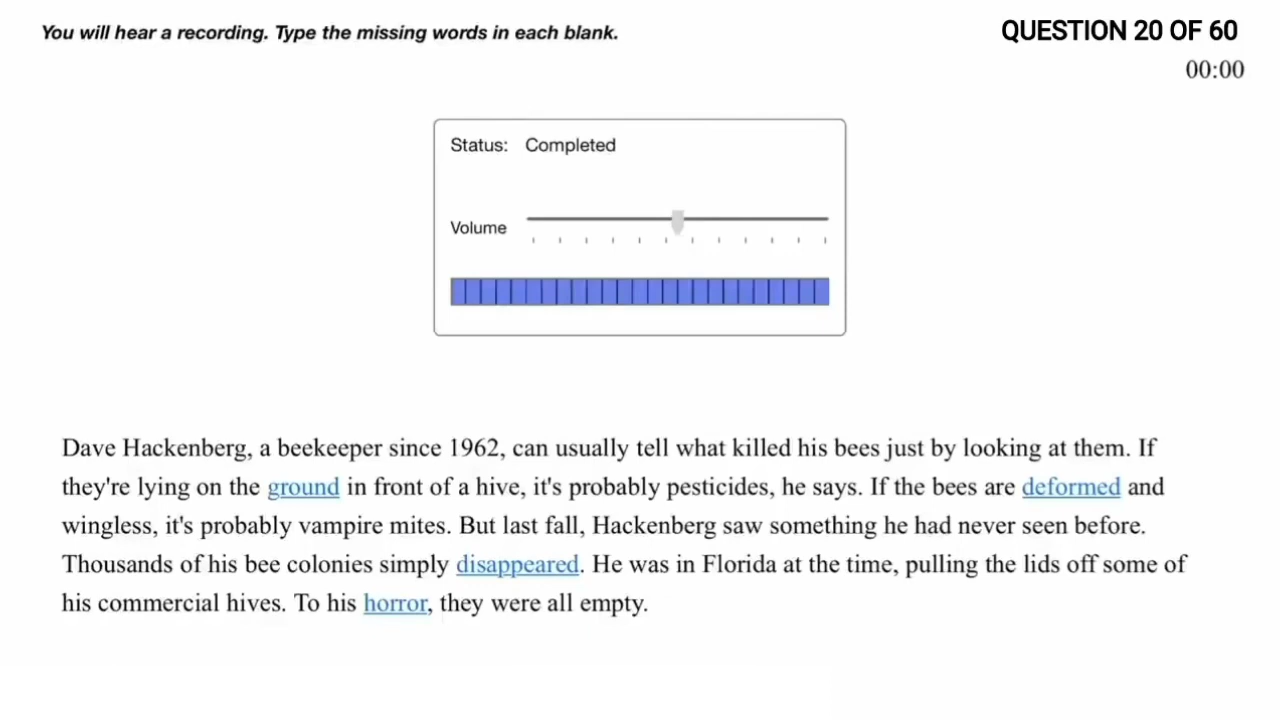 You will hear a recording. Type the missing words in each blank.
QUESTION 20 OF 60
00:00
Status: Completed
Volume
Dave Hackenberg, a beekeeper since 1962, can usually tell what killed his bees just by looking at them. If
they're lying on the ground in front of a hive, it's probably pesticides, he says. If the bees are deformed and
wingless, it's probably vampire mites. But last fall, Hackenberg saw something he had never seen before.
Thousands of his bee colonies simply disappeared. He was in Florida at the time, pulling the lids off some of
his commercial hives. To his horror, they were all empty.